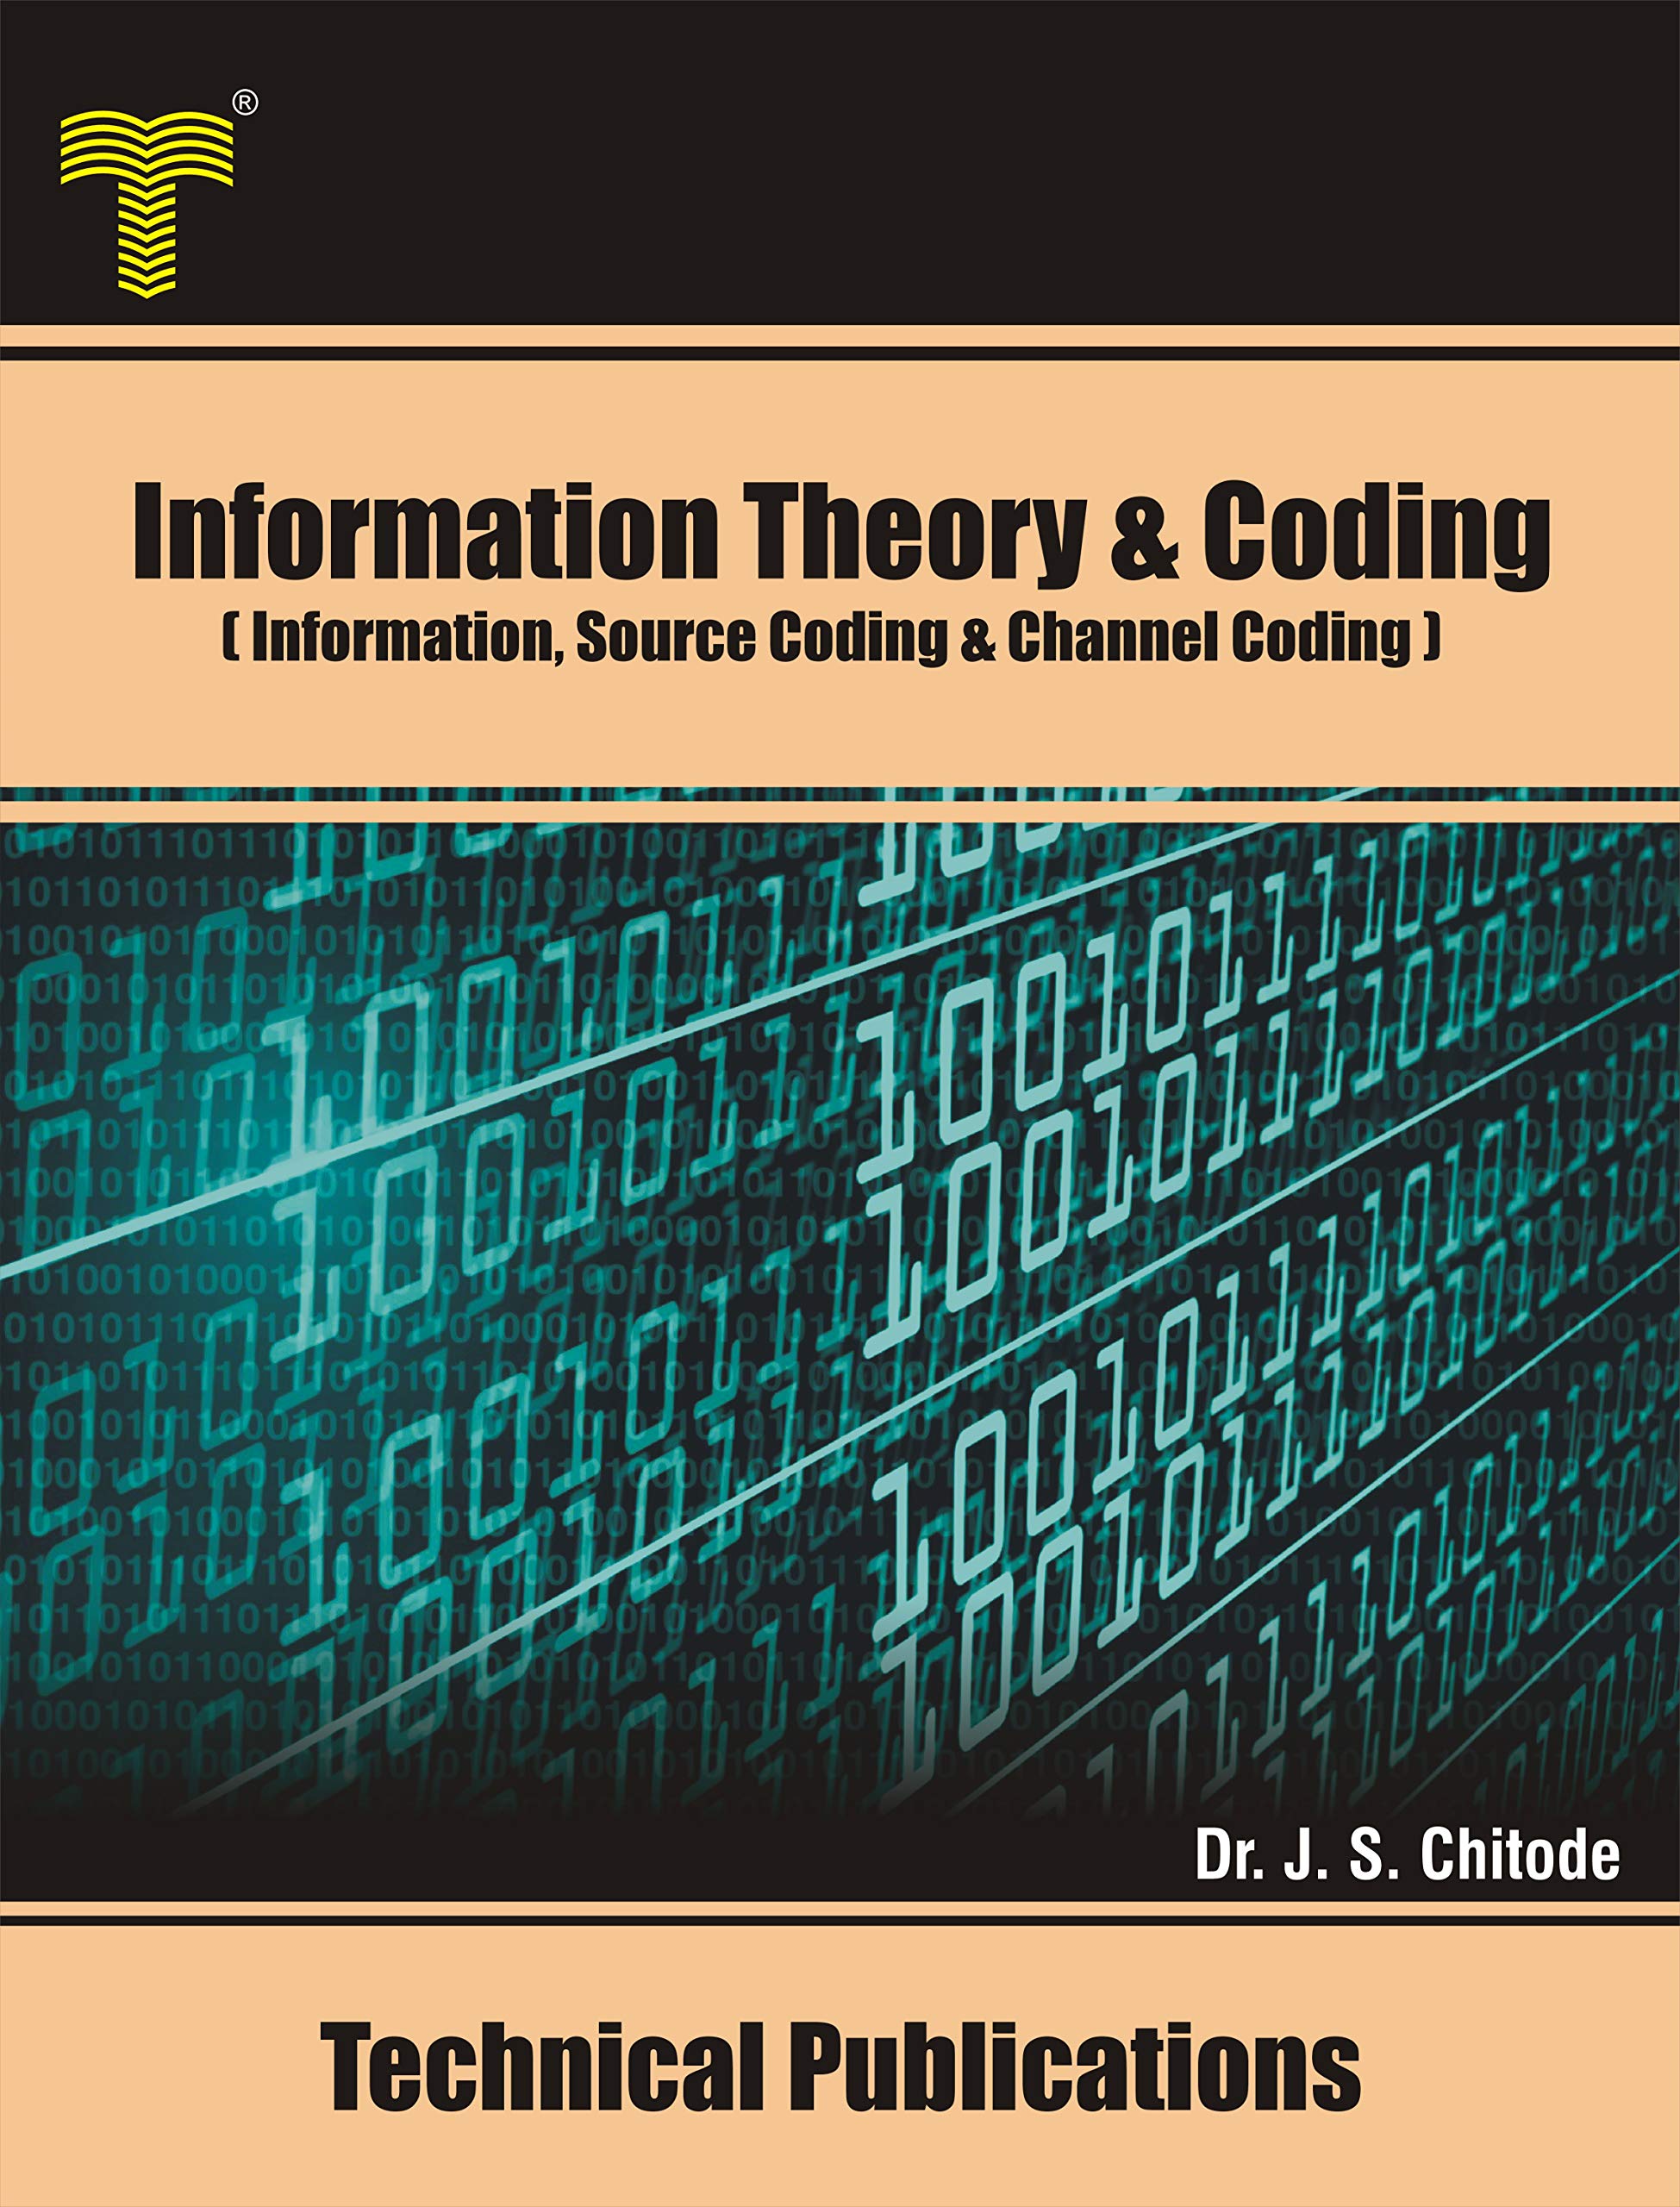 ®
Information Theory & Coding
( Information, Source Coding & Channel Coding )
Dr. J. S. Chitode
Technical Publications